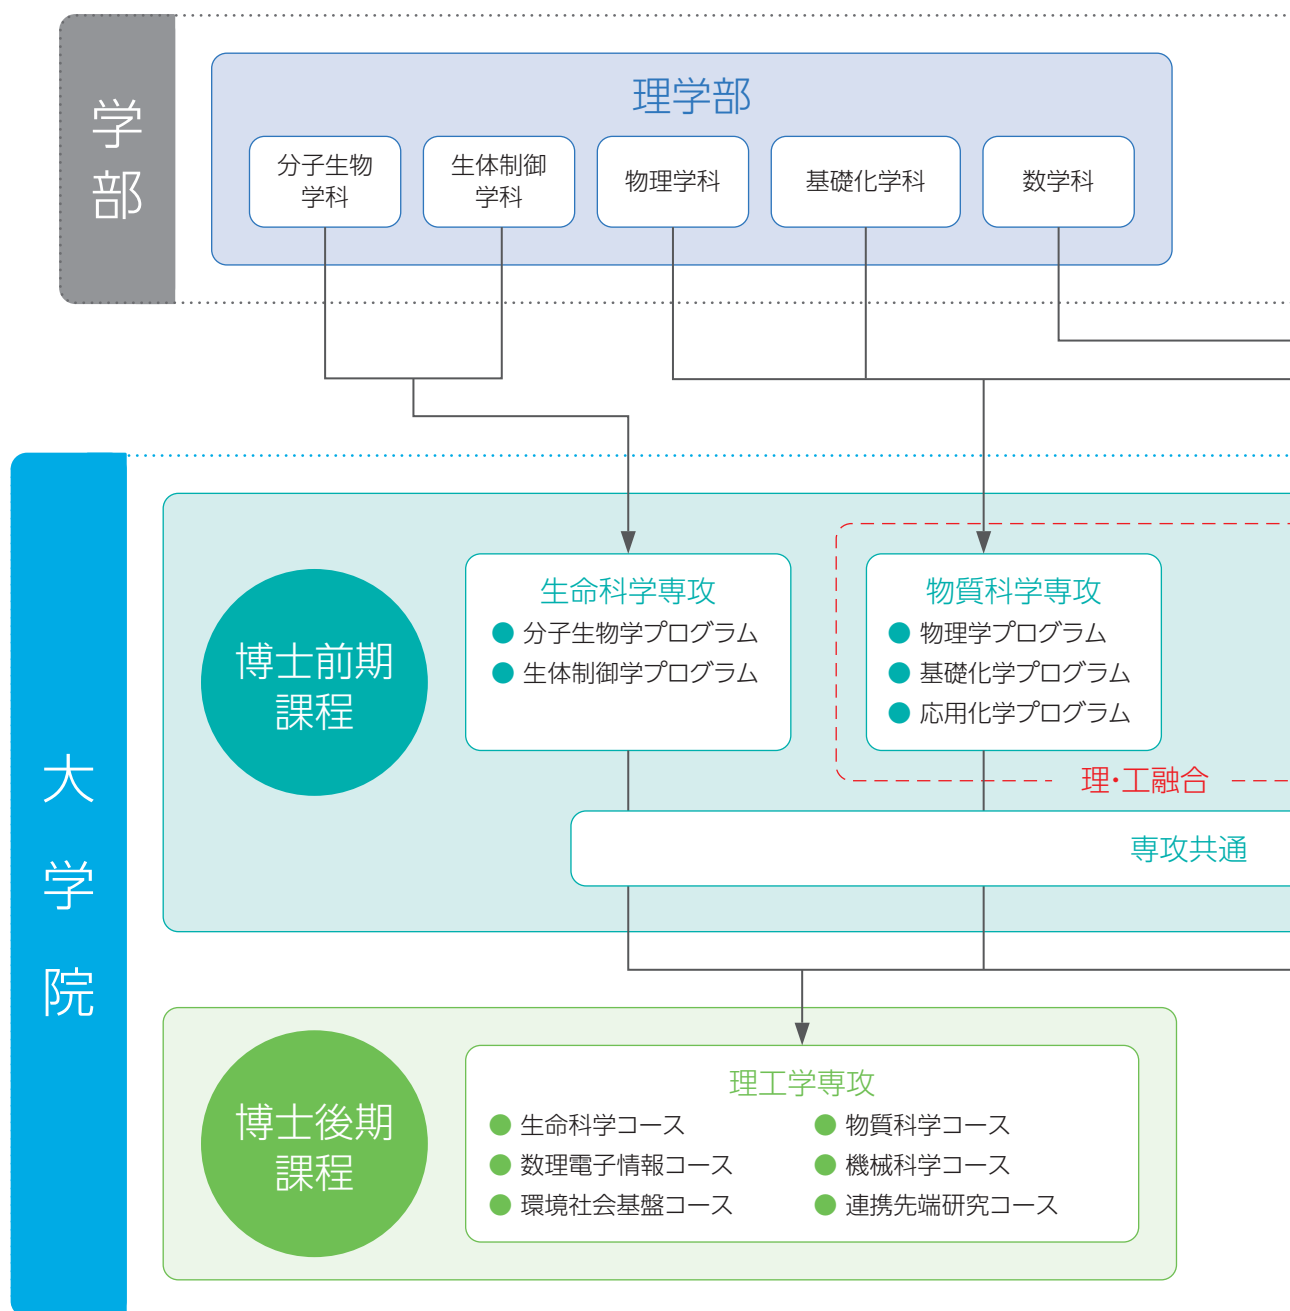 学部
理学部
分子生物
学科
生体制御
学科
物理学科
基礎化学科
数学科
大学院
博士前期
課程
生命科学専攻
● 分子生物学プログラム
● 生体制御学プログラム
物質科学専攻
● 物理学プログラム
● 基礎化学プログラム
● 応用化学プログラム
理・工融合
専攻共通
博士後期
課程
理工学専攻
● 生命科学コース
● 数理電子情報コース
● 環境社会基盤コース
● 物質科学コース
● 機械科学コース
● 連携先端研究コース